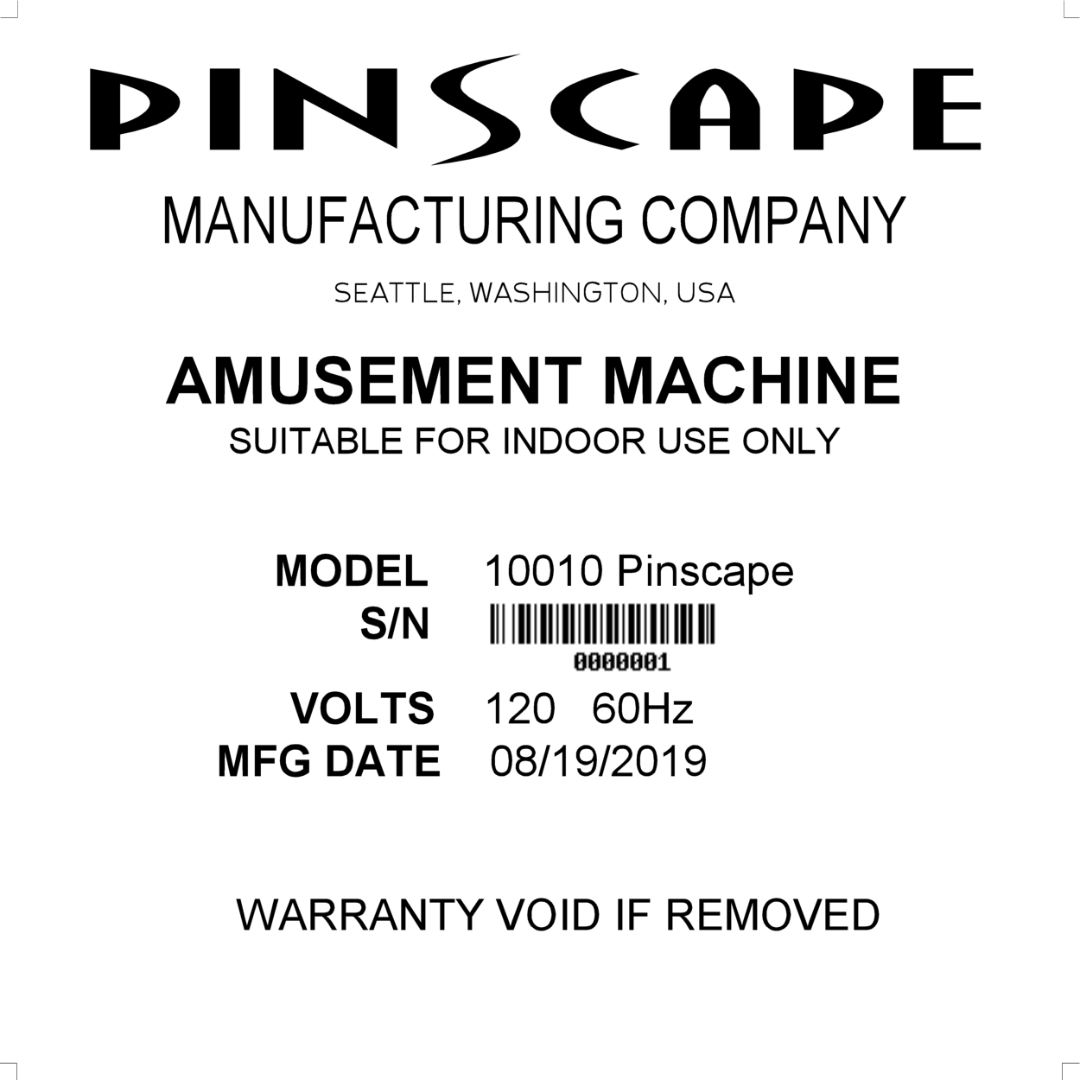 PINSCAPE
MANUFACTURING COMPANY
SEATTLE, WASHINGTON, USA
AMUSEMENT MACHINE
SUITABLE FOR INDOOR USE ONLY
MODEL 10010 Pinscape
S/N
0000001
VOLTS 120 60Hz
MFG DATE 08/19/2019
WARRANTY VOID IF REMOVED